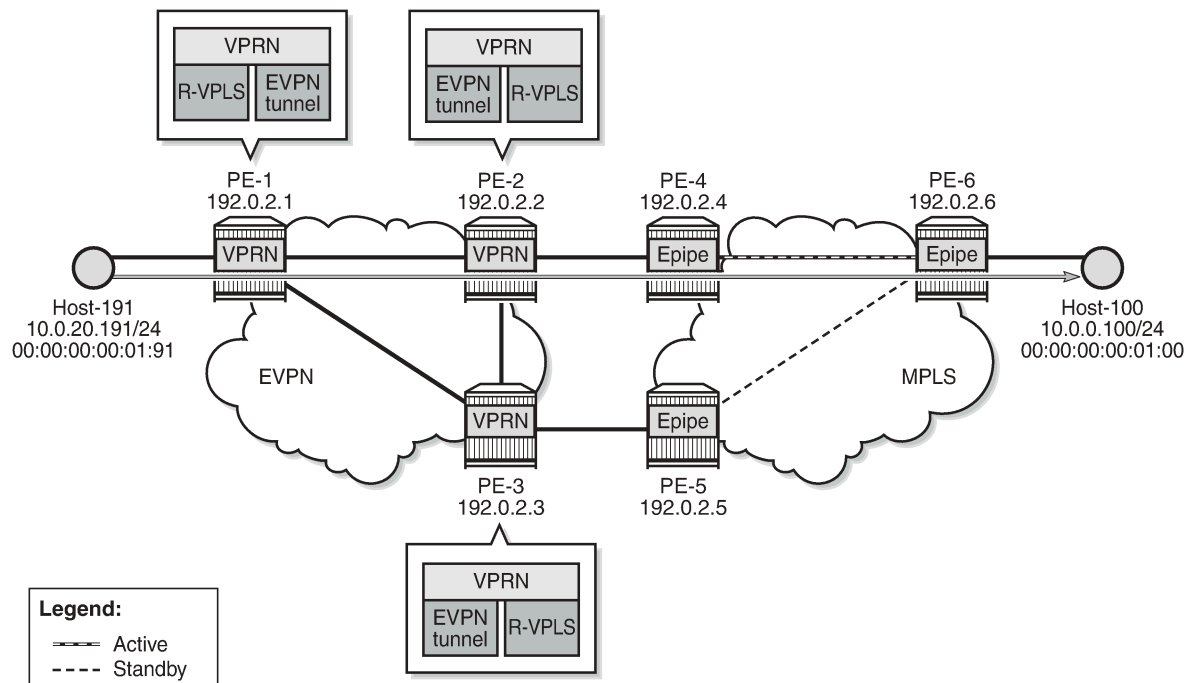 VPRN
R-VPLS
EVPN
tunnel
VPRN
EVPN
tunnel
R-VPLS
PE-1
192.0.2.1
PE-2
192.0.2.2
PE-4
192.0.2.4
PE-6
192.0.2.6
VPRN
VPRN
Epipe
Epipe
Host-191
10.0.20.191/24
00:00:00:00:01:91
Host-100
10.0.0.100/24
00:00:00:00:01:00
EVPN
MPLS
VPRN
Epipe
PE-3
192.0.2.3
PE-5
192.0.2.5
VPRN
EVPN
tunnel
R-VPLS
Legend:
Active
Standby